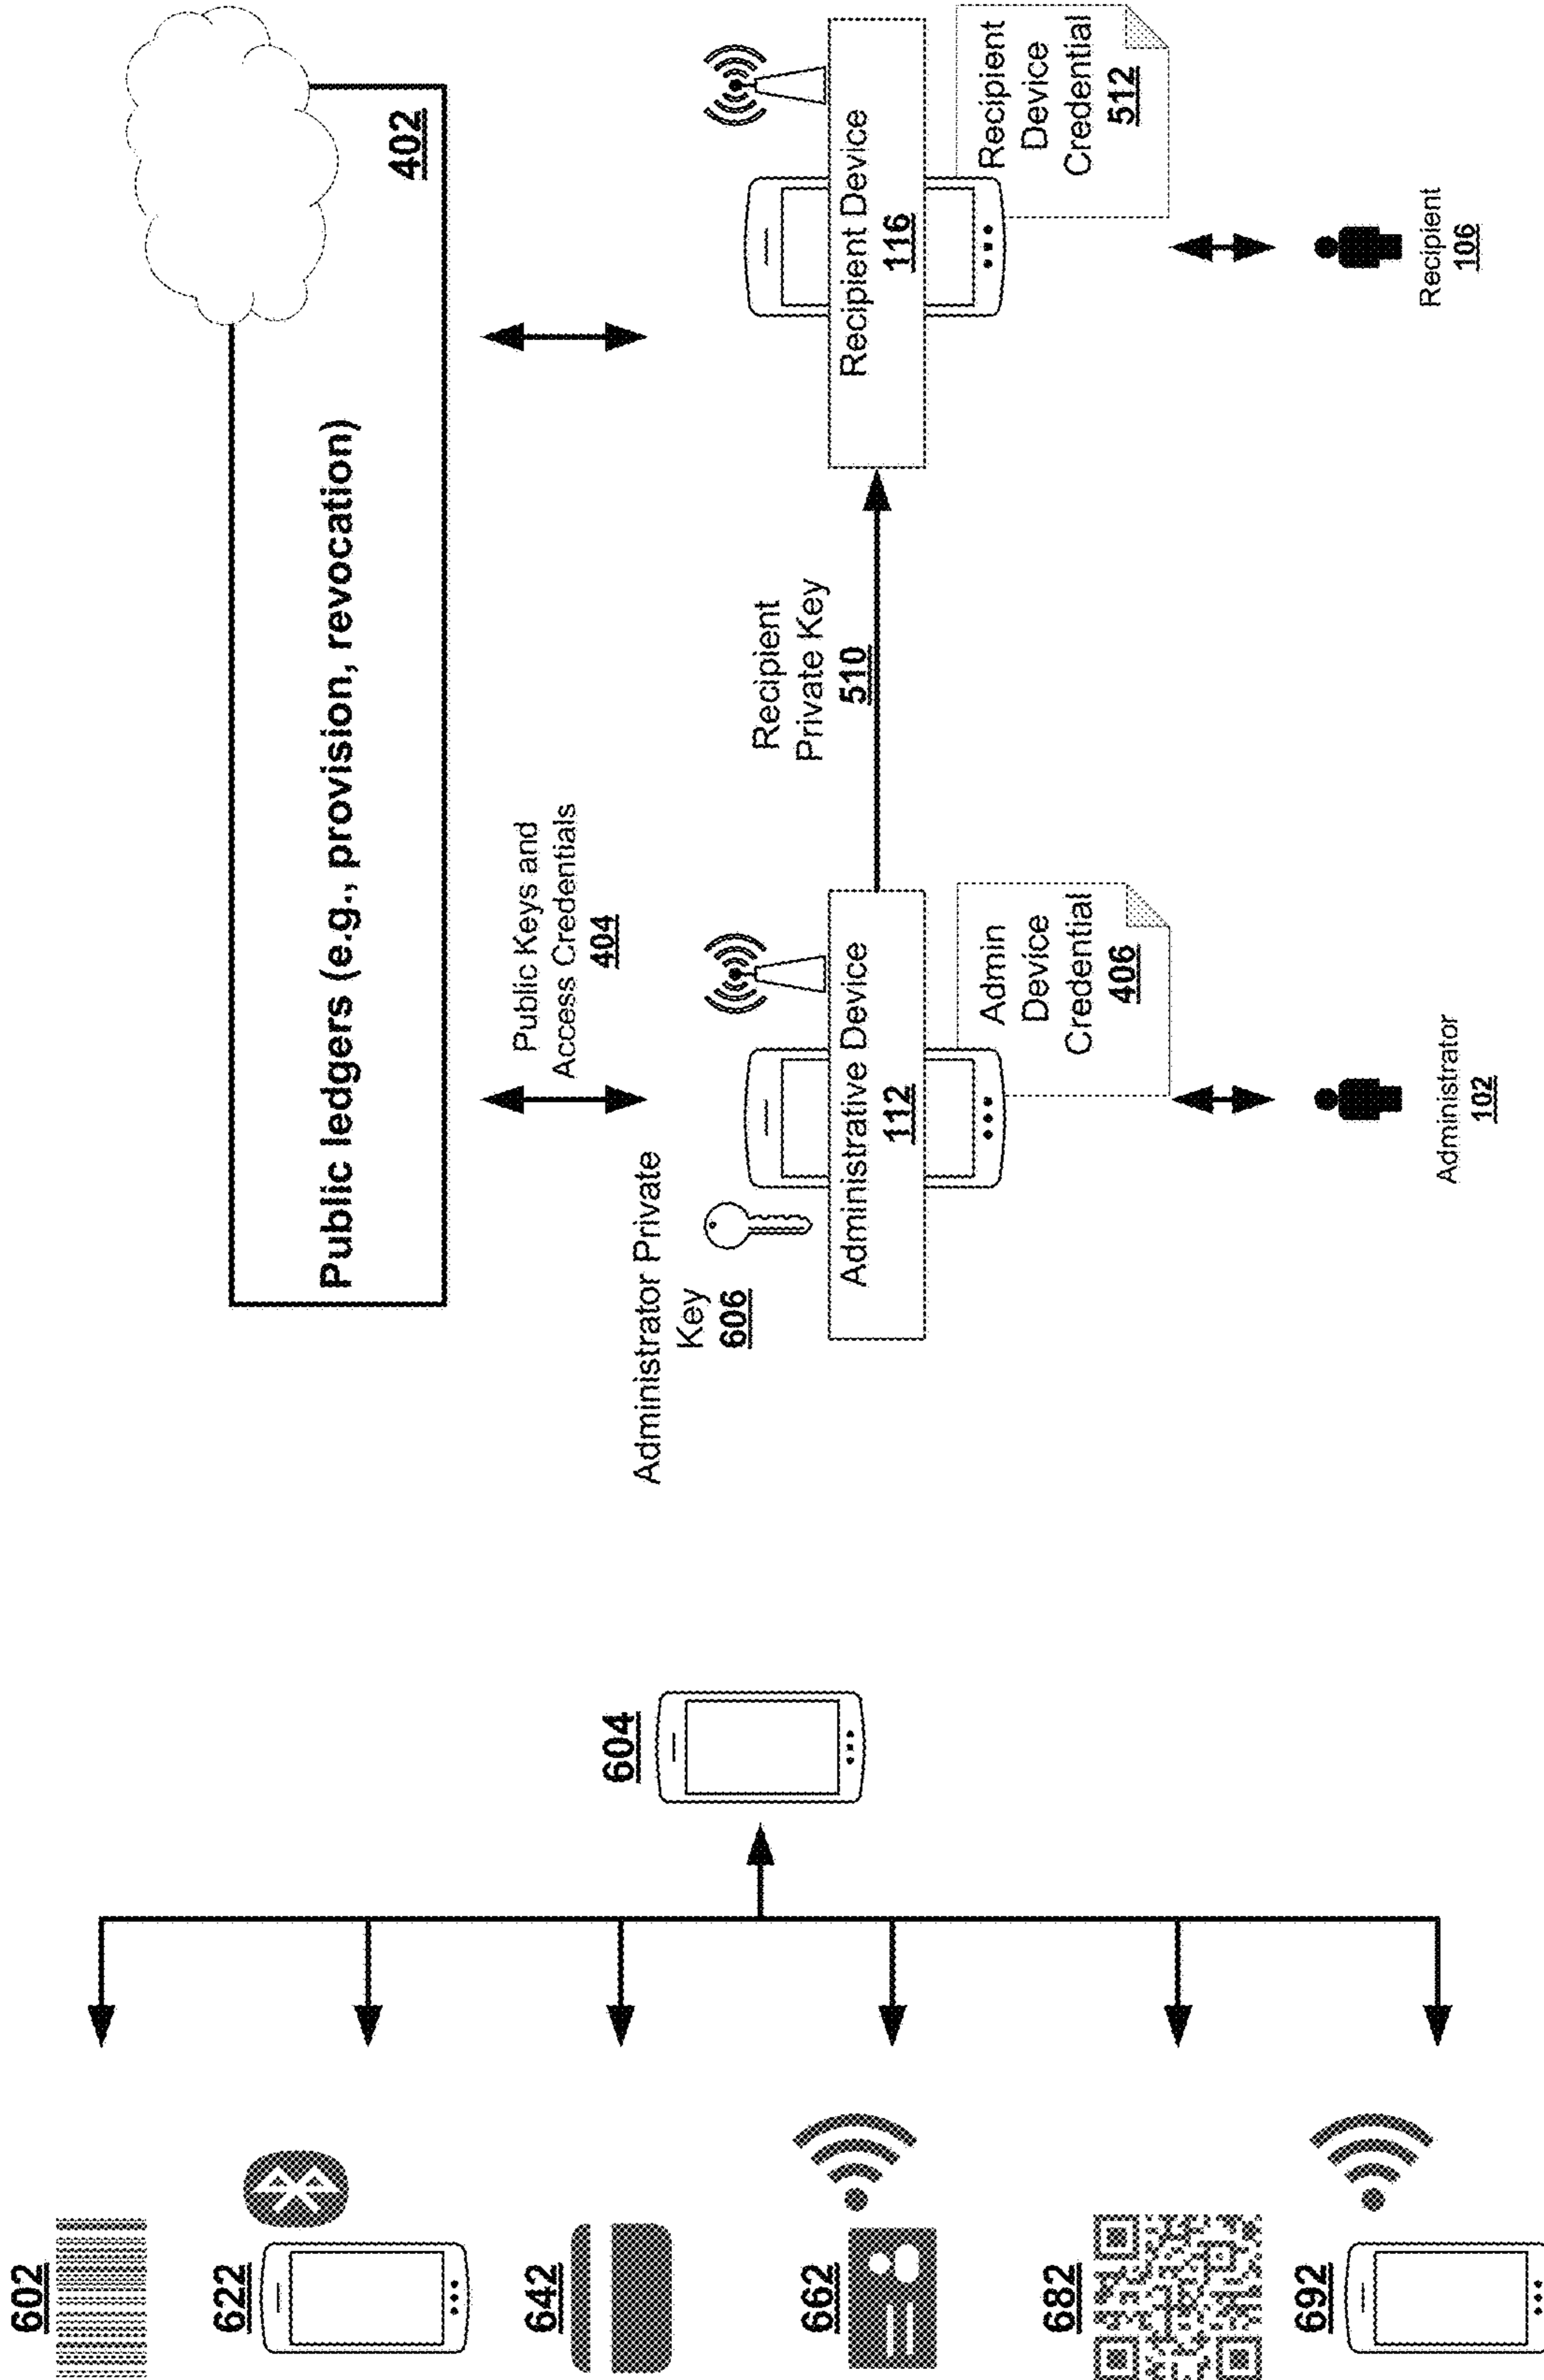 602
622
642
662
682
692
604
Public ledgers (e.g., provision, revocation)
402
Public Keys and
Access Credentials
404
Administrator Private
Key
606
Administrative Device
112
Admin
Device
Credential
406
Administrator
102
Recipient
Private Key
510
Recipient Device
116
Recipient
Device
Credential
512
Recipient
106